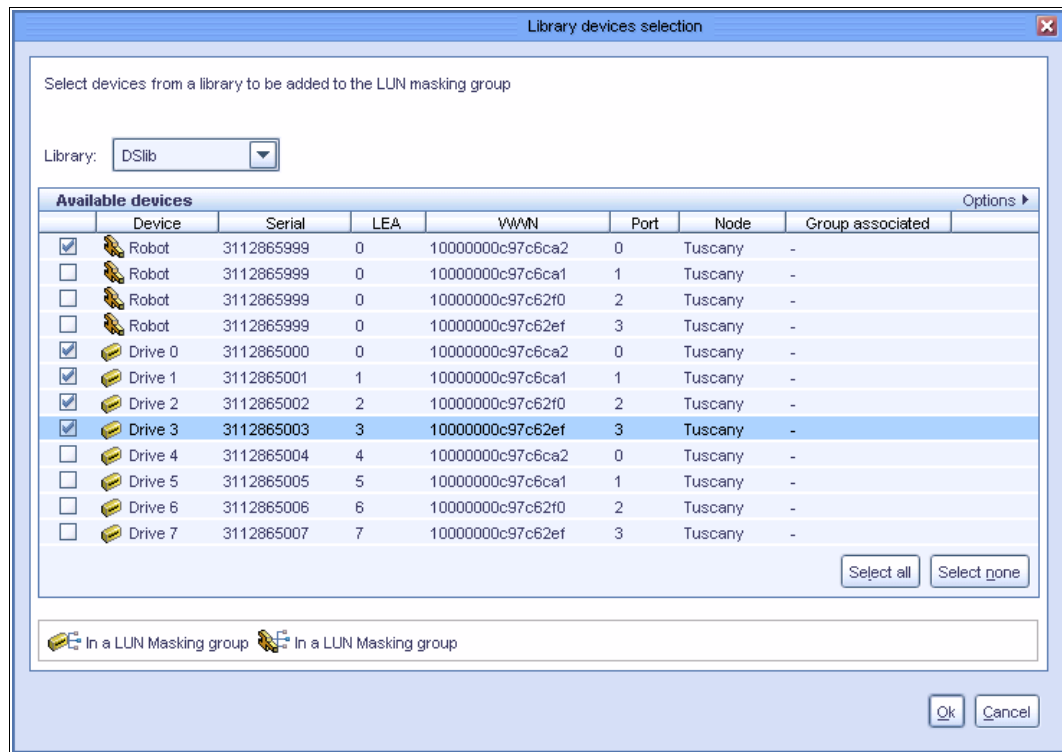 Library devices selection
Select devices from a library to be added to the LUN masking group
Library: DSlib
Available devices Options
Device Serial LEA WWN Port Node Group associated
Robot 3112865999 0 10000000c97c6ca2 0 Tuscany -
Robot 3112865999 0 10000000c97c6ca1 1 Tuscany -
Robot 3112865999 0 10000000c97c62f0 2 Tuscany -
Robot 3112865999 0 10000000c97c62ef 3 Tuscany -
Drive 0 3112865000 0 10000000c97c6ca2 0 Tuscany -
Drive 1 3112865001 1 10000000c97c6ca1 1 Tuscany -
Drive 2 3112865002 2 10000000c97c62f0 2 Tuscany -
Drive 3 3112865003 3 10000000c97c62ef 3 Tuscany -
Drive 4 3112865004 4 10000000c97c6ca2 0 Tuscany -
Drive 5 3112865005 5 10000000c97c6ca1 1 Tuscany -
Drive 6 3112865006 6 10000000c97c62f0 2 Tuscany -
Drive 7 3112865007 7 10000000c97c62ef 3 Tuscany -
Select all Select none
In a LUN Masking group In a LUN Masking group
Ok Cancel